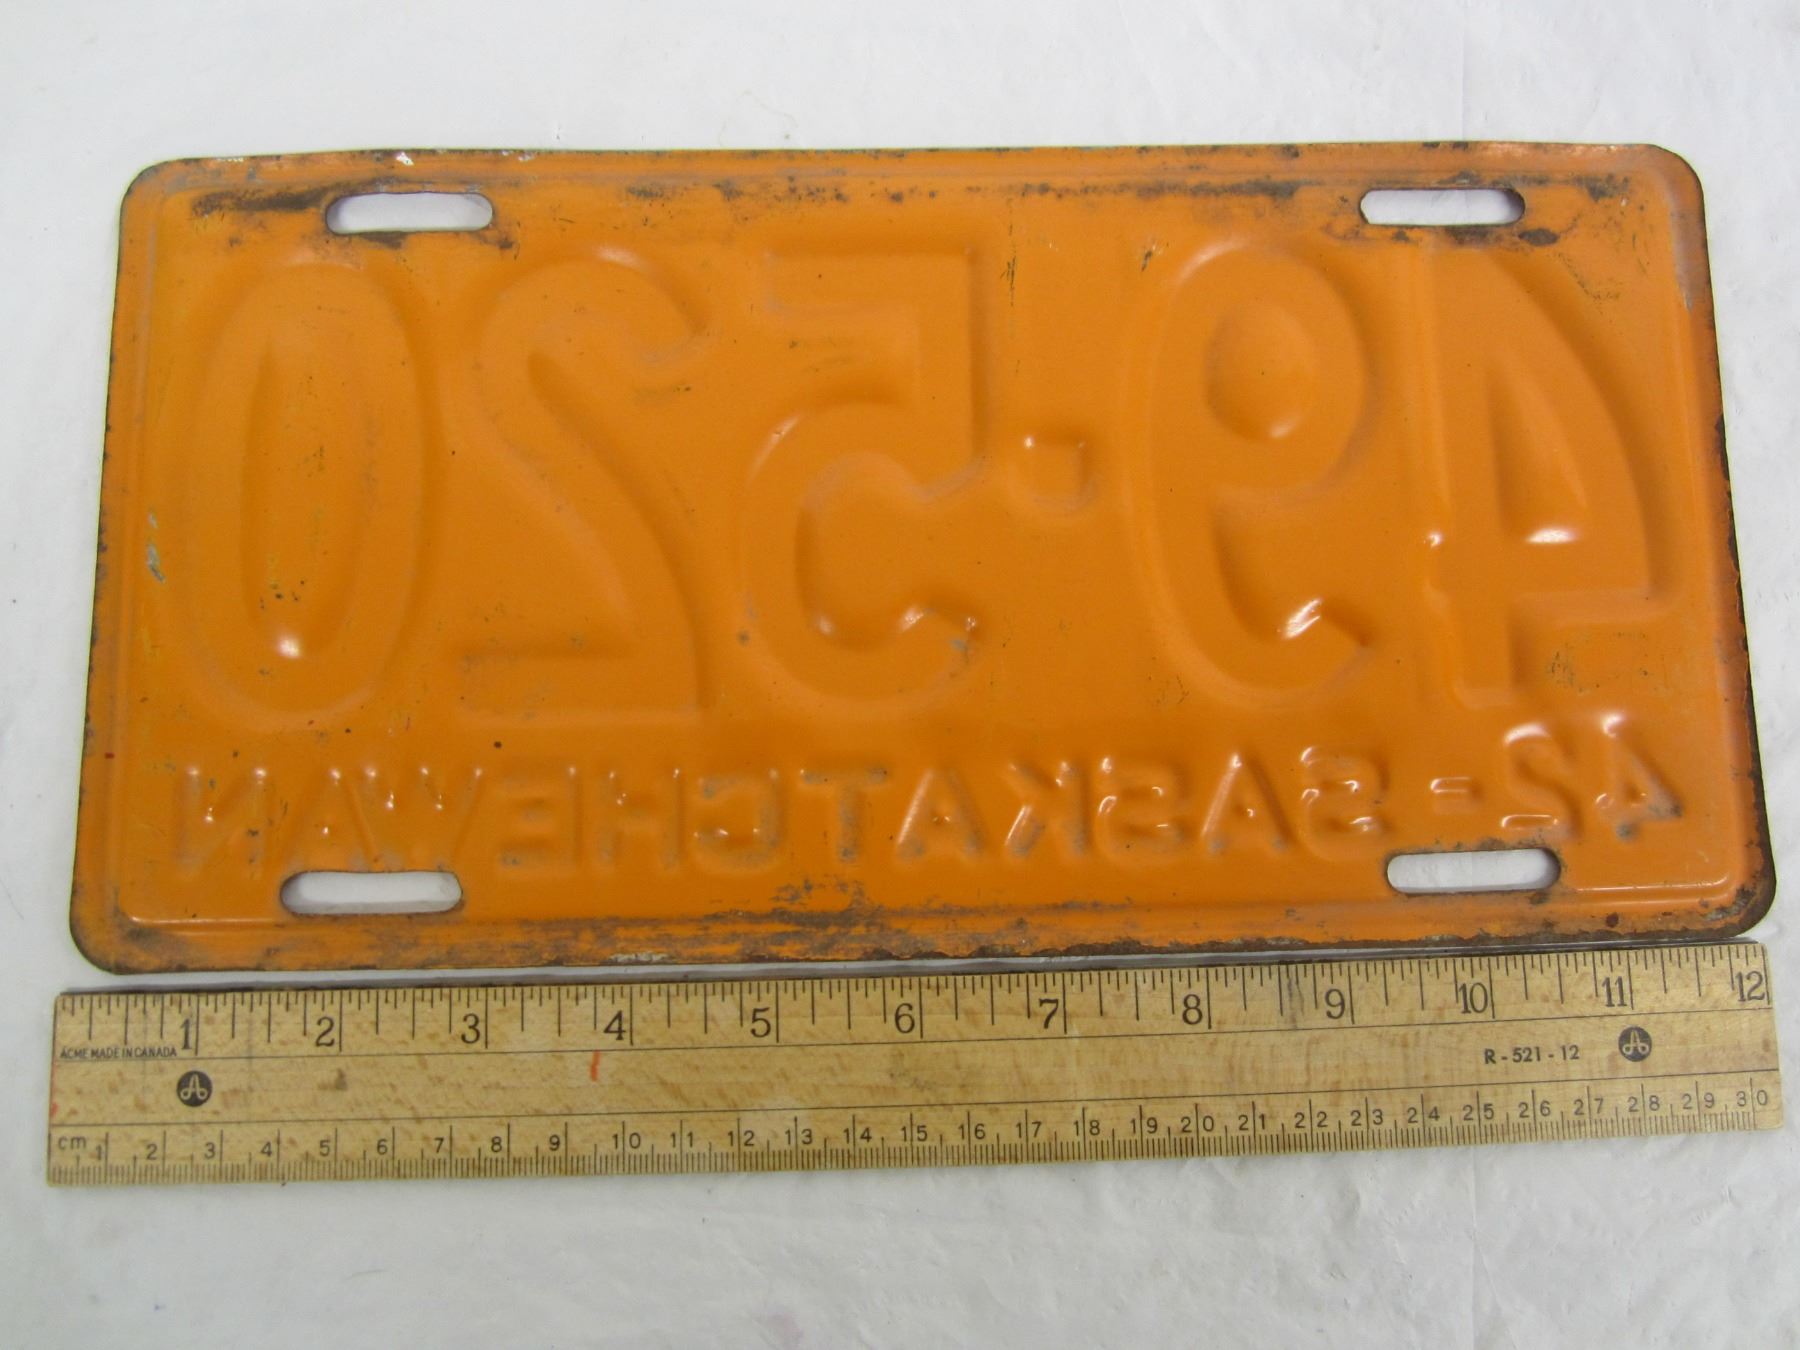 49·520
42-SASKATCHEWAN
1 2 3 4 5 6 7 8 9 10 11 12
ACME MADE IN CANADA
R-521-12
cm 1 2 3 4 5 6 7 8 9 10 11 12 13 14 15 16 17 18 19 20 21 22 23 24 25 26 27 28 29 30